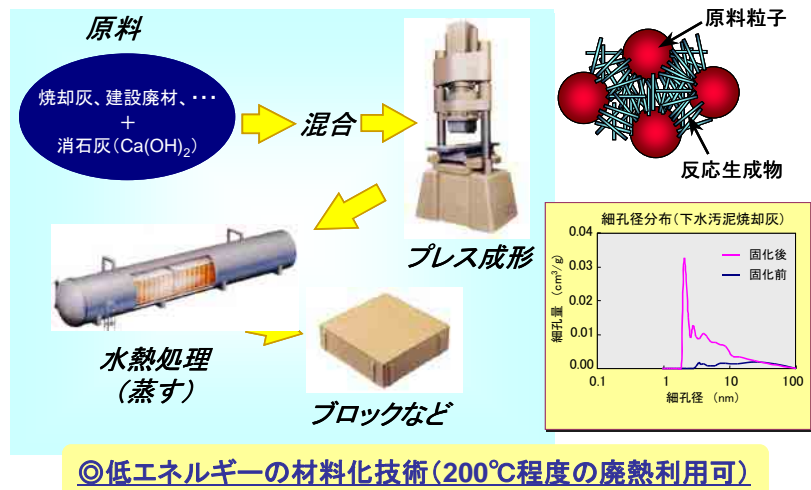 原料
焼却灰、建設廃材、･･･
＋
消石灰（Ca(OH)2）
混合
プレス成形
水熱処理
（蒸す）
ブロックなど
原料粒子
反応生成物
細孔径分布（下水汚泥焼却灰）
細孔量 （cm3/g）
0.04
0.03
0.02
0.01
0.00
固化後
固化前
0.1
1
10
100
細孔径 （nm）
◎低エネルギーの材料化技術（200℃程度の廃熱利用可）